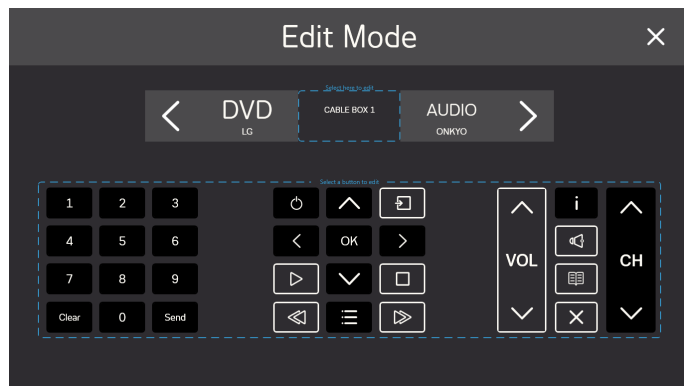 Edit Mode
Select here to edit
DVD
LG
CABLE BOX 1
AUDIO
ONKYO
Select a button to edit
1 2 3
i
4 5 6
OK
VOL
CH
7 8 9
Clear 0 Send